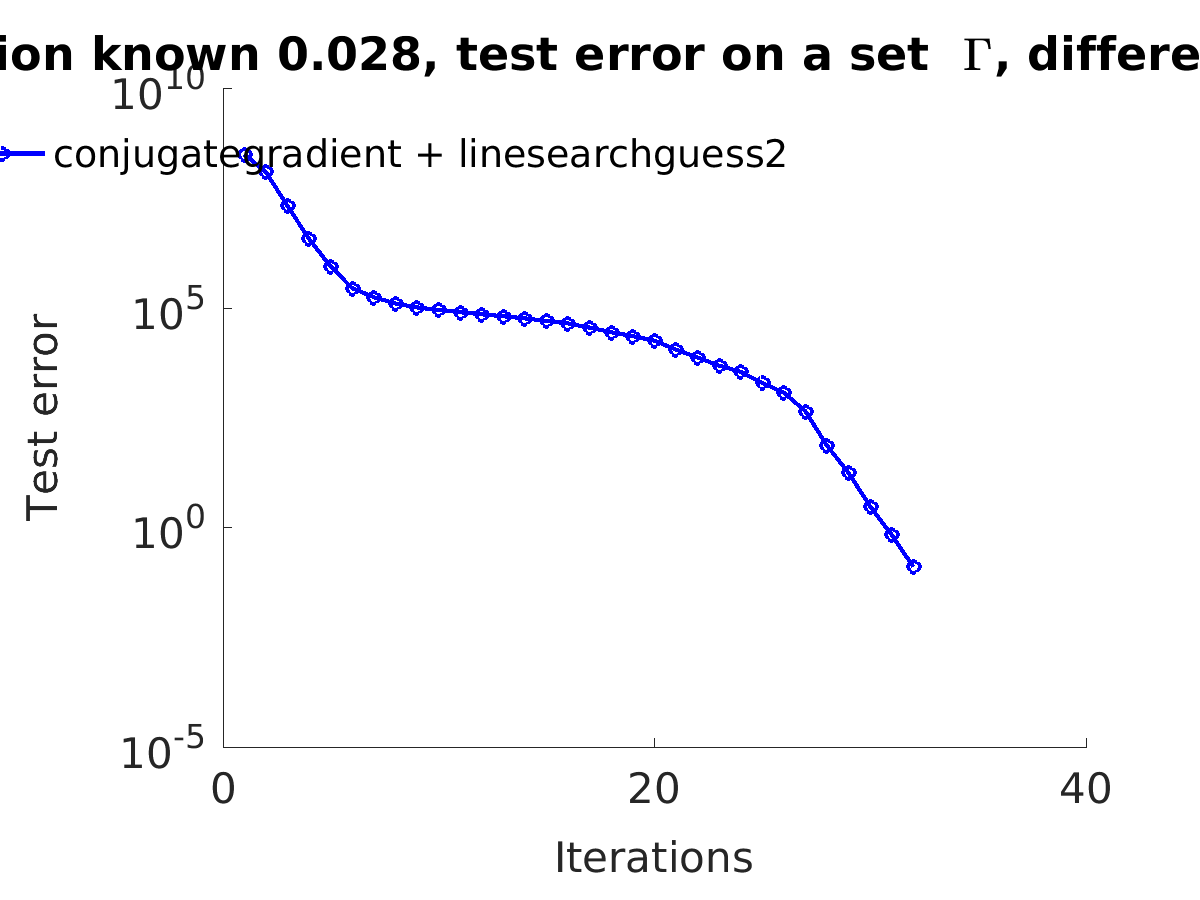 ion known 0.028, test error on a set Γ, differe
10^10
conjugategradient + linesearchguess2
10^5
Test error
10^0
10^-5
0 20 40
Iterations